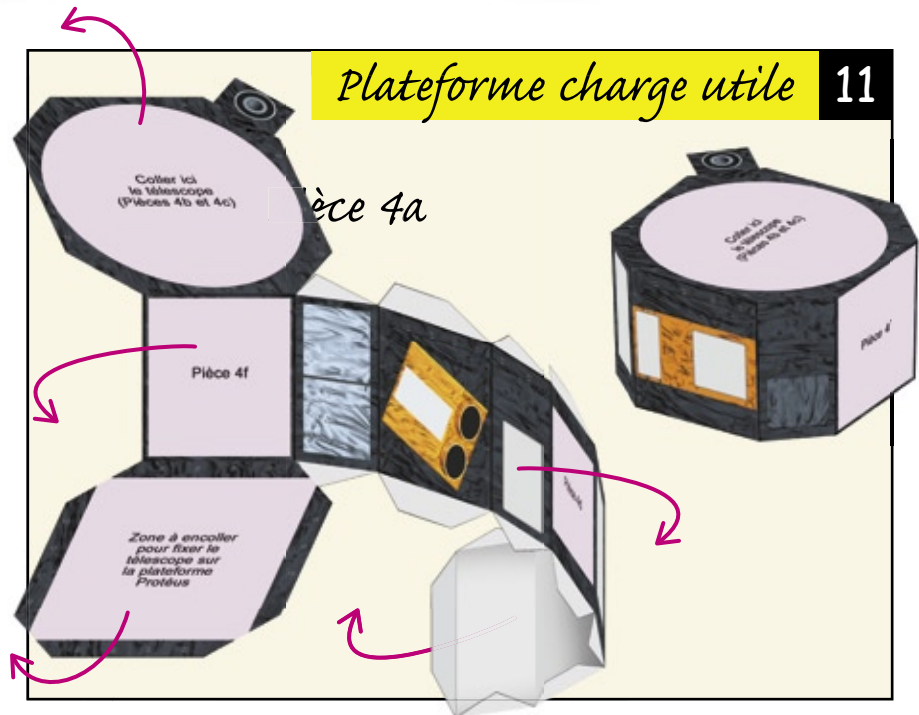 Plateforme charge utile 11
Coller ici
le télescope
(Pièces 4b et 4c)
ièce 4a
Coller ici
le télescope
(Pièces 4b et 4c)
Pièce 4f
Pièce 4
Zone à encoller
pour fixer le
télescope sur
la plateforme
Protéus